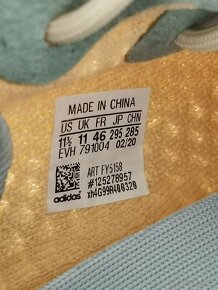 MADE IN CHINA
US UK FR JP CHN
11½ 11 46 295 285
EVH 791004 02/20
ART FY5158
#125278957
xh4G99R400320
adidas